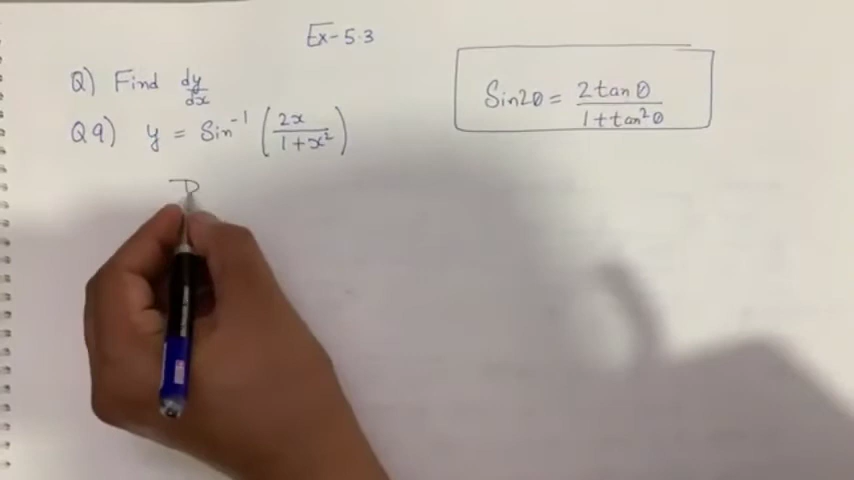 Ex-5.3
Q) Find dy/dx
Q9) y = Sin⁻¹ (2x/(1+x²))
Sin2θ = 2tanθ/(1+tan²θ)